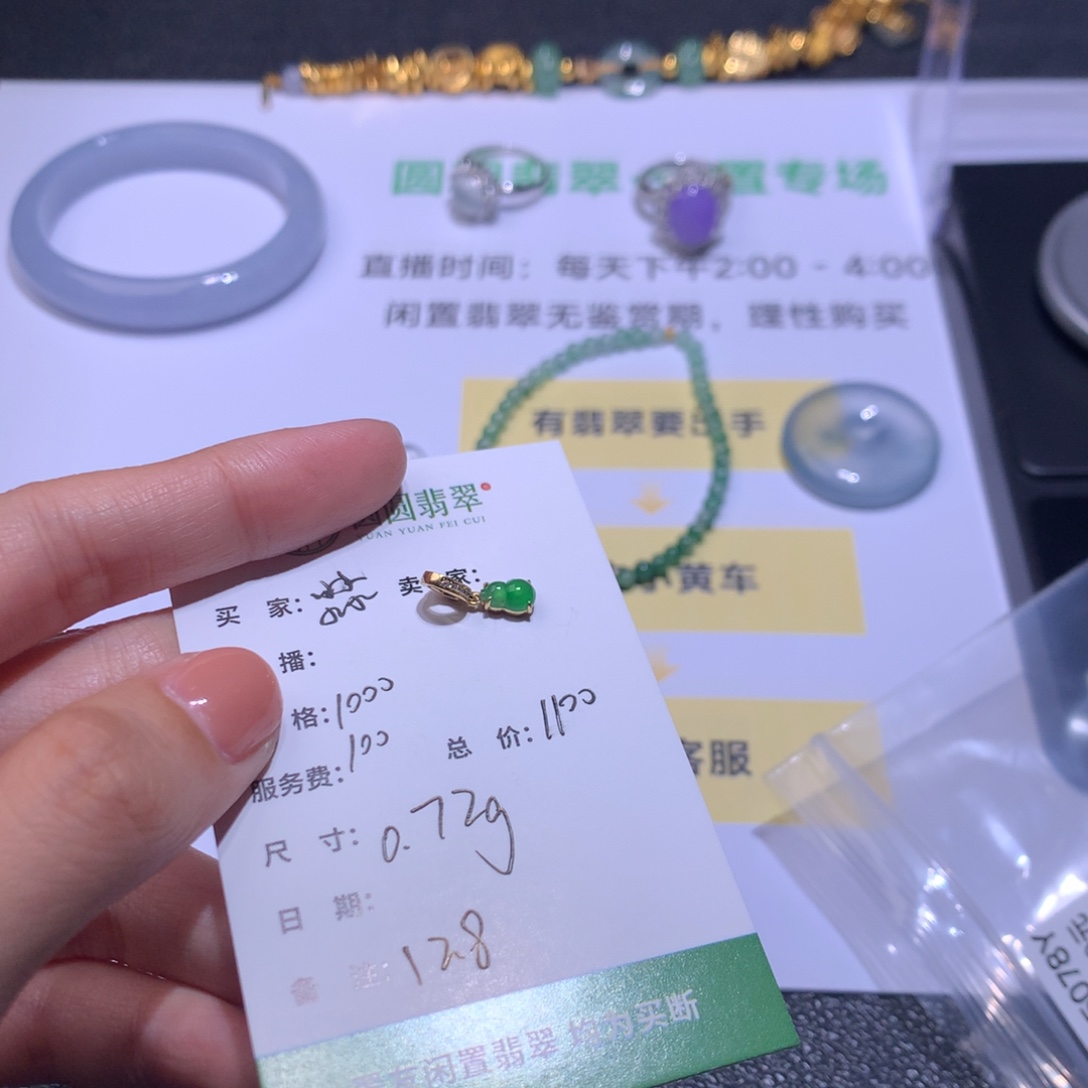 圆 翡翠 置专场
直播时间：每天下午2:00 - 4:00
闲置翡翠无鉴赏期，理性购买
有翡翠要出手
小黄车
客服
圆翡翠
YUAN YUAN FEI CUI
买 家： 卖 家：
播：
格：1000
服务费：100 总 价：1100
尺 寸：0.72g
日 期：
备 注：128
友闲置翡翠 均为买断
078Y